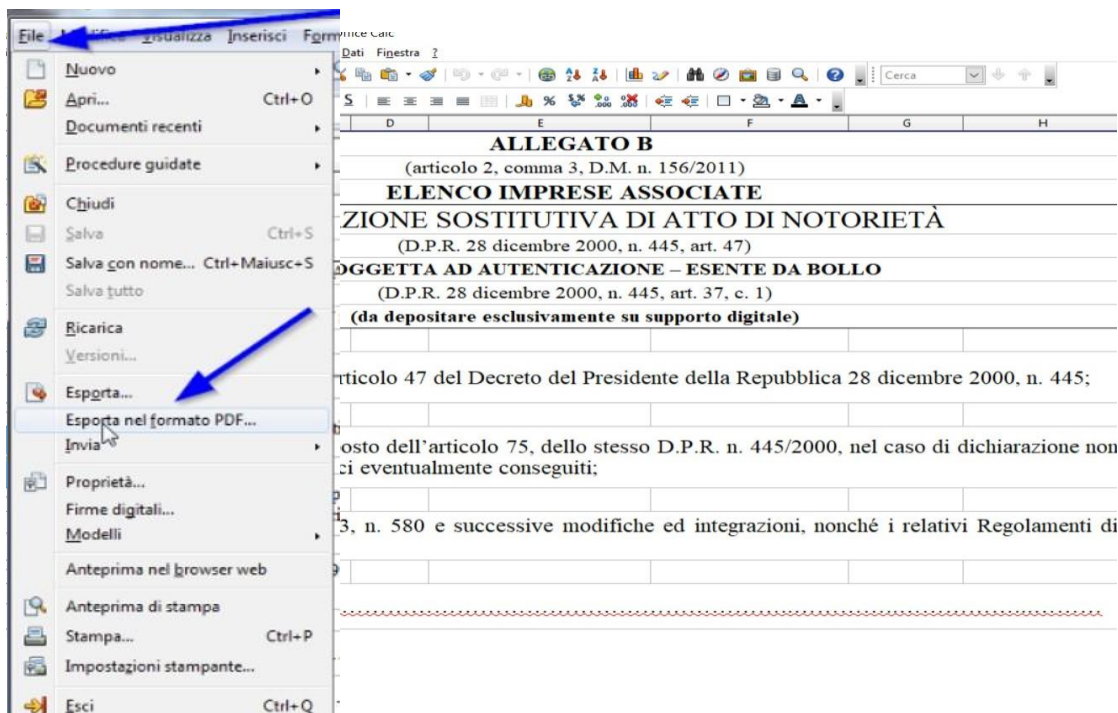 File Modifica Visualizza Inserisci Form
Nuovo
Apri... Ctrl+O
Documenti recenti
Procedure guidate
Chiudi
Salva Ctrl+S
Salva con nome... Ctrl+Maiusc+S
Salva tutto
Ricarica
Versioni...
Esporta...
Esporta nel formato PDF...
Invia
Proprietà...
Firme digitali...
Modelli
Anteprima nel browser web
Anteprima di stampa
Stampa... Ctrl+P
Impostazioni stampante...
Esci Ctrl+Q
ffice Calc
Dati Finestra ?
Cerca
D E F G H
ALLEGATO B
(articolo 2, comma 3, D.M. n. 156/2011)
ELENCO IMPRESE ASSOCIATE
ZIONE SOSTITUTIVA DI ATTO DI NOTORIETÀ
(D.P.R. 28 dicembre 2000, n. 445, art. 47)
OGGETTA AD AUTENTICAZIONE – ESENTE DA BOLLO
(D.P.R. 28 dicembre 2000, n. 445, art. 37, c. 1)
(da depositare esclusivamente su supporto digitale)
rticolo 47 del Decreto del Presidente della Repubblica 28 dicembre 2000, n. 445;
osto dell'articolo 75, dello stesso D.P.R. n. 445/2000, nel caso di dichiarazione non
ci eventualmente conseguiti;
3, n. 580 e successive modifiche ed integrazioni, nonché i relativi Regolamenti di